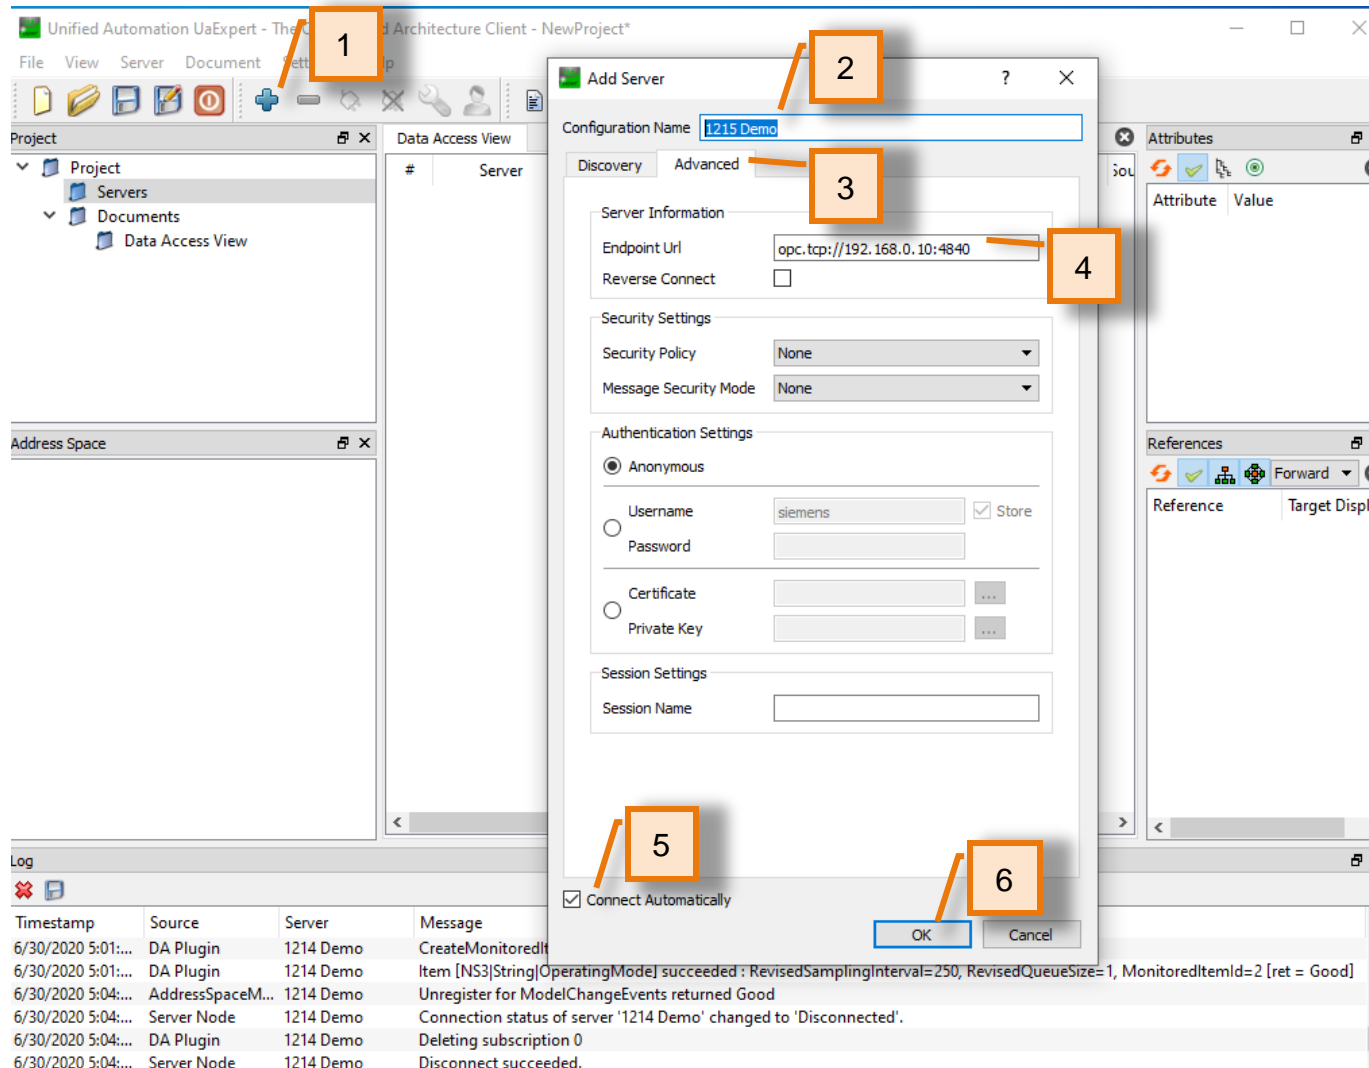 Unified Automation UaExpert - The O d Architecture Client - NewProject*
1
File View Server Document Sett lp
2
Add Server ?
Configuration Name 1215 Demo
Project
Data Access View
Attributes
Discovery Advanced
3
Project
Servers
Documents
Data Access View
# Server
Sou
Attribute Value
Server Information
Endpoint Url opc.tcp://192.168.0.10:4840
4
Reverse Connect
Security Settings
Security Policy None
Message Security Mode None
Address Space
References
Authentication Settings
Anonymous
Forward
Username siemens Store
Reference Target Displ
Password
Certificate ...
Private Key ...
Session Settings
Session Name
5
6
Log
Connect Automatically
OK Cancel
Timestamp Source Server Message
6/30/2020 5:01:... DA Plugin 1214 Demo CreateMonitoredIt
6/30/2020 5:01:... DA Plugin 1214 Demo Item [NS3|String|OperatingMode] succeeded : RevisedSamplingInterval=250, RevisedQueueSize=1, MonitoredItemId=2 [ret = Good]
6/30/2020 5:04:... AddressSpaceM... 1214 Demo Unregister for ModelChangeEvents returned Good
6/30/2020 5:04:... Server Node 1214 Demo Connection status of server '1214 Demo' changed to 'Disconnected'.
6/30/2020 5:04:... DA Plugin 1214 Demo Deleting subscription 0
6/30/2020 5:04:... Server Node 1214 Demo Disconnect succeeded.